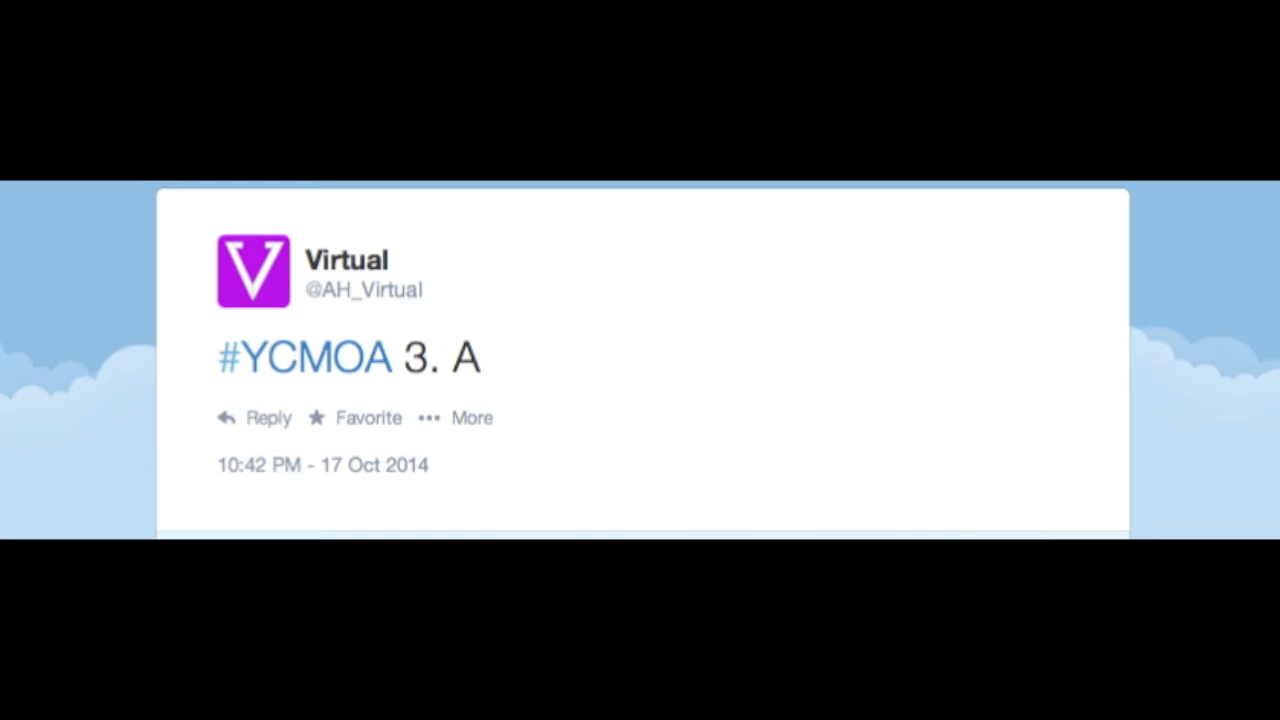 V
Virtual
@AH_Virtual
#YCMOA 3. A
Reply Favorite ••• More
10:42 PM - 17 Oct 2014